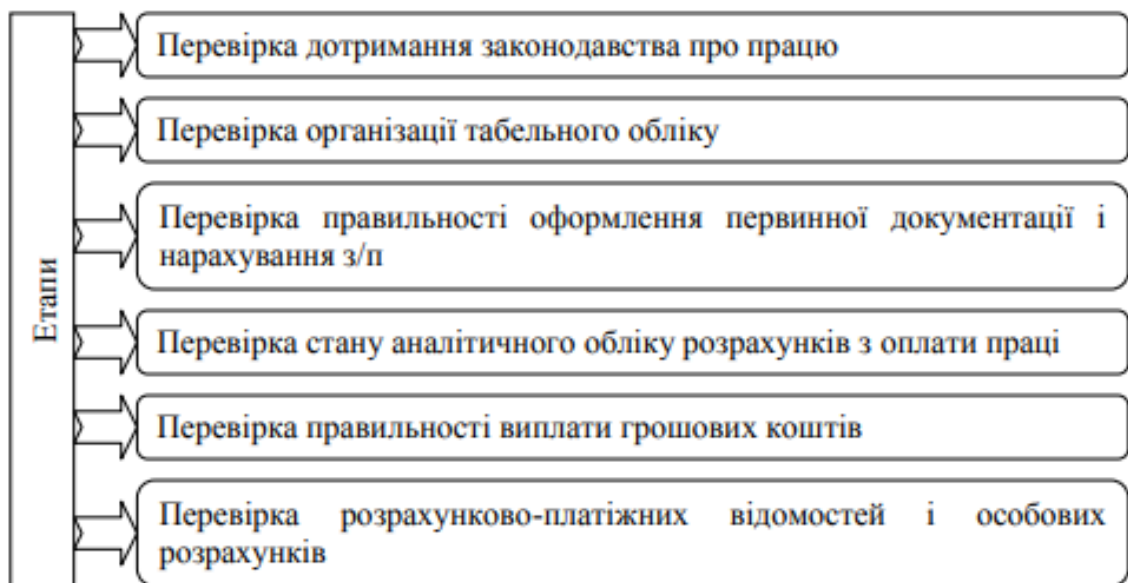 Етапи
Перевірка дотримання законодавства про працю
Перевірка організації табельного обліку
Перевірка правильності оформлення первинної документації і
нарахування з/п
Перевірка стану аналітичного обліку розрахунків з оплати праці
Перевірка правильності виплати грошових коштів
Перевірка розрахунково-платіжних відомостей і особових
розрахунків